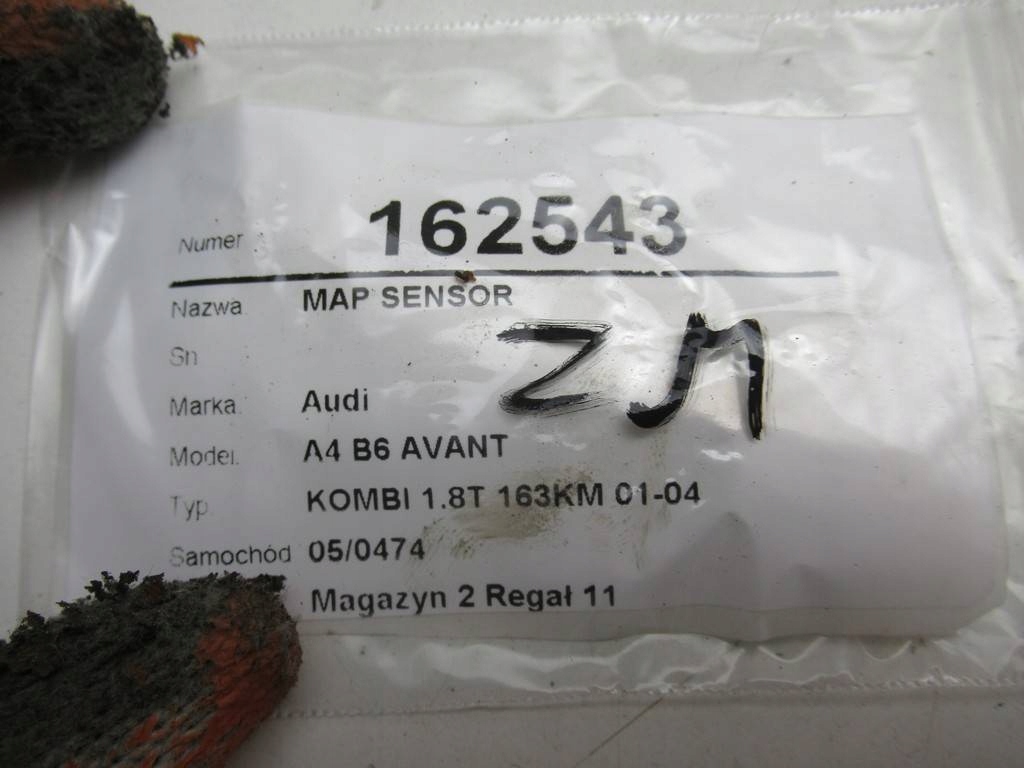 Numer 162543
Nazwa MAP SENSOR
Sn
ZM
Marka Audi
Model A4 B6 AVANT
Typ KOMBI 1.8T 163KM 01-04
Samochód 05/0474
Magazyn 2 Regał 11